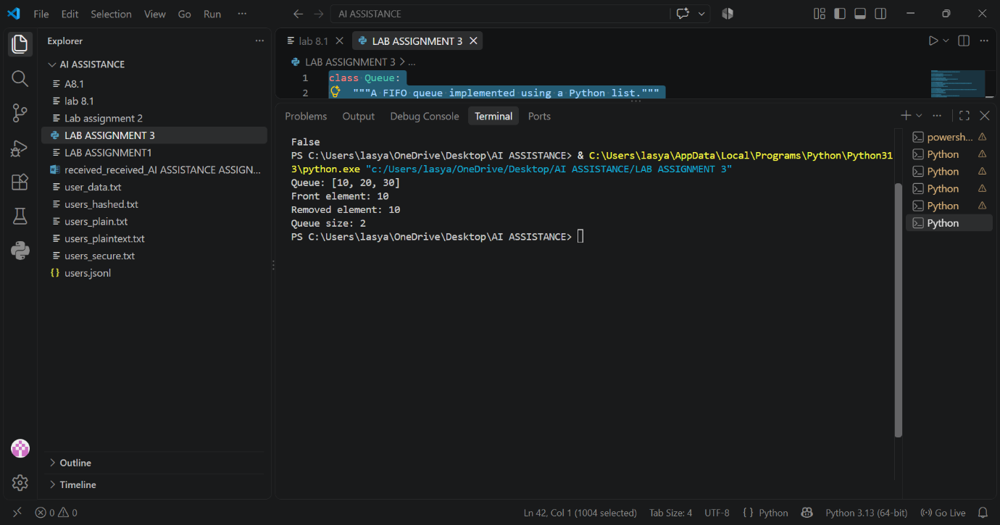 File Edit Selection View Go Run ··· AI ASSISTANCE
Explorer ···
AI ASSISTANCE
A8.1
lab 8.1
Lab assignment 2
LAB ASSIGNMENT 3
LAB ASSIGNMENT1
received_received_AI ASSISTANCE ASSIGN...
user_data.txt
users_hashed.txt
users_plain.txt
users_plaintext.txt
users_secure.txt
{} users.jsonl
Outline
Timeline
lab 8.1 LAB ASSIGNMENT 3
LAB ASSIGNMENT 3 > ...
1 class Queue:
2 """A FIFO queue implemented using a Python list."""
Problems Output Debug Console Terminal Ports
False
PS C:\Users\lasya\OneDrive\Desktop\AI ASSISTANCE> & C:\Users\lasya\AppData\Local\Programs\Python\Python31
3\python.exe "c:/Users/lasya/OneDrive/Desktop/AI ASSISTANCE/LAB ASSIGNMENT 3"
Queue: [10, 20, 30]
Front element: 10
Removed element: 10
Queue size: 2
PS C:\Users\lasya\OneDrive\Desktop\AI ASSISTANCE>
powersh...
Python
Python
Python
Python
Python
0 0 Ln 42, Col 1 (1004 selected) Tab Size: 4 UTF-8 {} Python Python 3.13 (64-bit) Go Live